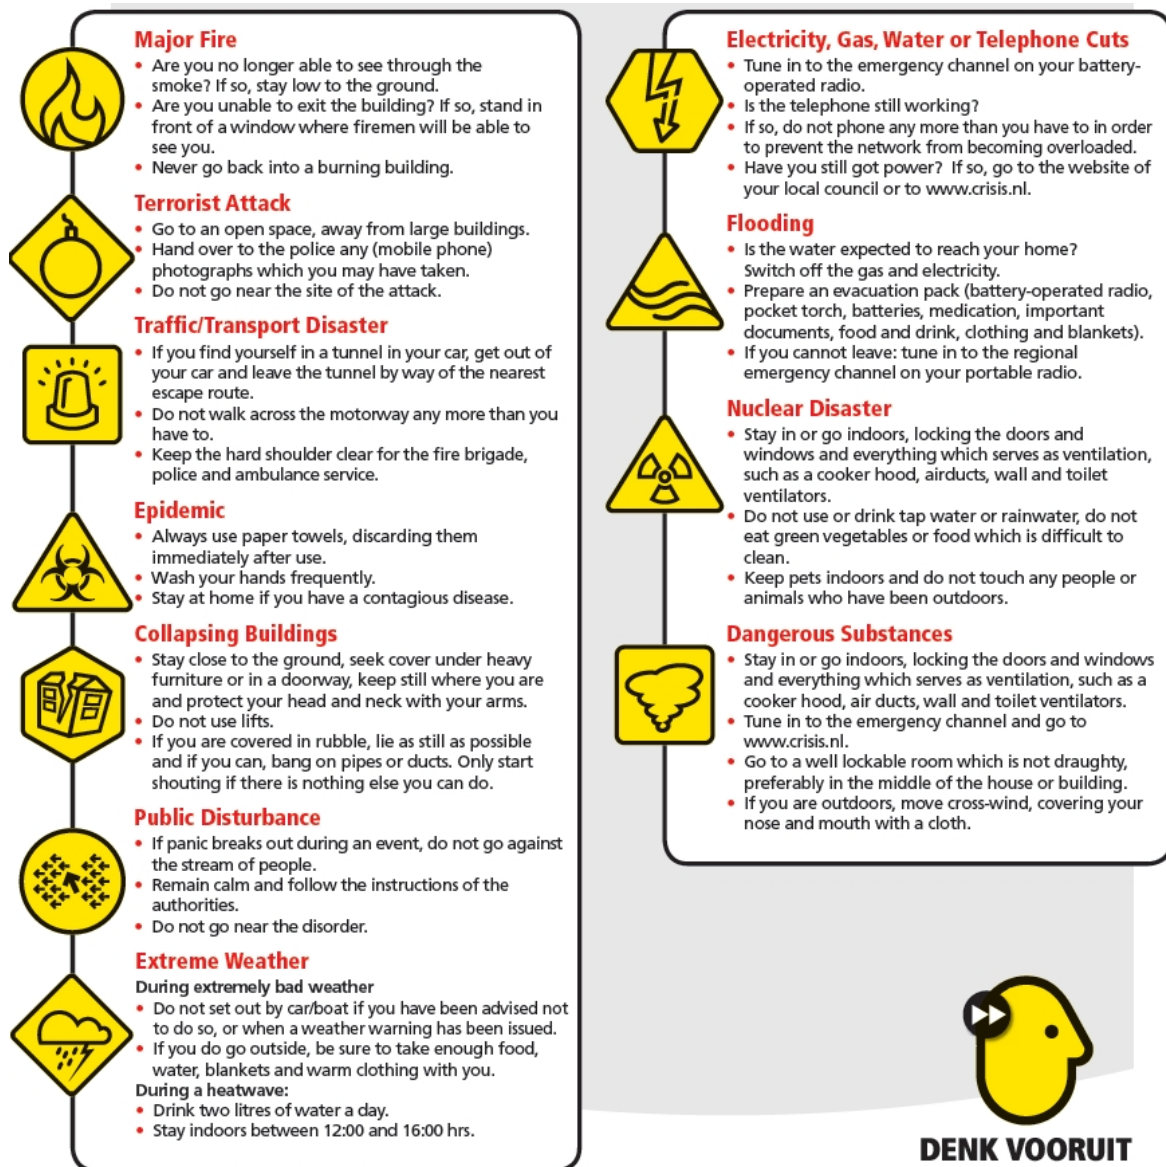 Major Fire
• Are you no longer able to see through the
smoke? If so, stay low to the ground.
• Are you unable to exit the building? If so, stand in
front of a window where firemen will be able to
see you.
• Never go back into a burning building.
Terrorist Attack
• Go to an open space, away from large buildings.
• Hand over to the police any (mobile phone)
photographs which you may have taken.
• Do not go near the site of the attack.
Traffic/Transport Disaster
• If you find yourself in a tunnel in your car, get out of
your car and leave the tunnel by way of the nearest
escape route.
• Do not walk across the motorway any more than you
have to.
• Keep the hard shoulder clear for the fire brigade,
police and ambulance service.
Epidemic
• Always use paper towels, discarding them
immediately after use.
• Wash your hands frequently.
• Stay at home if you have a contagious disease.
Collapsing Buildings
• Stay close to the ground, seek cover under heavy
furniture or in a doorway, keep still where you are
and protect your head and neck with your arms.
• Do not use lifts.
• If you are covered in rubble, lie as still as possible
and if you can, bang on pipes or ducts. Only start
shouting if there is nothing else you can do.
Public Disturbance
• If panic breaks out during an event, do not go against
the stream of people.
• Remain calm and follow the instructions of the
authorities.
• Do not go near the disorder.
Extreme Weather
During extremely bad weather
• Do not set out by car/boat if you have been advised not
to do so, or when a weather warning has been issued.
• If you do go outside, be sure to take enough food,
water, blankets and warm clothing with you.
During a heatwave:
• Drink two litres of water a day.
• Stay indoors between 12:00 and 16:00 hrs.
Electricity, Gas, Water or Telephone Cuts
• Tune in to the emergency channel on your battery-
operated radio.
• Is the telephone still working?
• If so, do not phone any more than you have to in order
to prevent the network from becoming overloaded.
• Have you still got power? If so, go to the website of
your local council or to www.crisis.nl.
Flooding
• Is the water expected to reach your home?
Switch off the gas and electricity.
• Prepare an evacuation pack (battery-operated radio,
pocket torch, batteries, medication, important
documents, food and drink, clothing and blankets).
• If you cannot leave: tune in to the regional
emergency channel on your portable radio.
Nuclear Disaster
• Stay in or go indoors, locking the doors and
windows and everything which serves as ventilation,
such as a cooker hood, airducts, wall and toilet
ventilators.
• Do not use or drink tap water or rainwater, do not
eat green vegetables or food which is difficult to
clean.
• Keep pets indoors and do not touch any people or
animals who have been outdoors.
Dangerous Substances
• Stay in or go indoors, locking the doors and windows
and everything which serves as ventilation, such as a
cooker hood, air ducts, wall and toilet ventilators.
• Tune in to the emergency channel and go to
www.crisis.nl.
• Go to a well lockable room which is not draughty,
preferably in the middle of the house or building.
• If you are outdoors, move cross-wind, covering your
nose and mouth with a cloth.
DENK VOORUIT